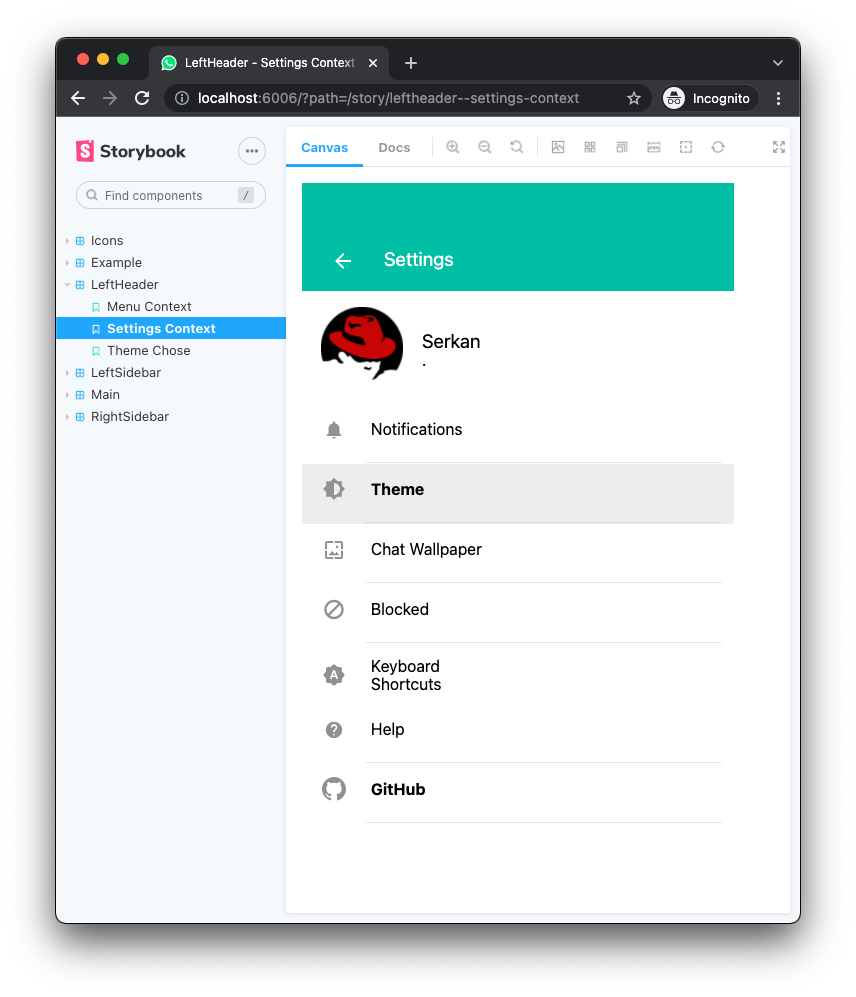 LeftHeader - Settings Context
localhost:6006/?path=/story/leftheader--settings-context
Incognito
Storybook
Find components
/
Icons
Example
LeftHeader
Menu Context
Settings Context
Theme Chose
LeftSidebar
Main
RightSidebar
Canvas Docs
Settings
Serkan
.
Notifications
Theme
Chat Wallpaper
Blocked
A
Keyboard
Shortcuts
?
Help
GitHub